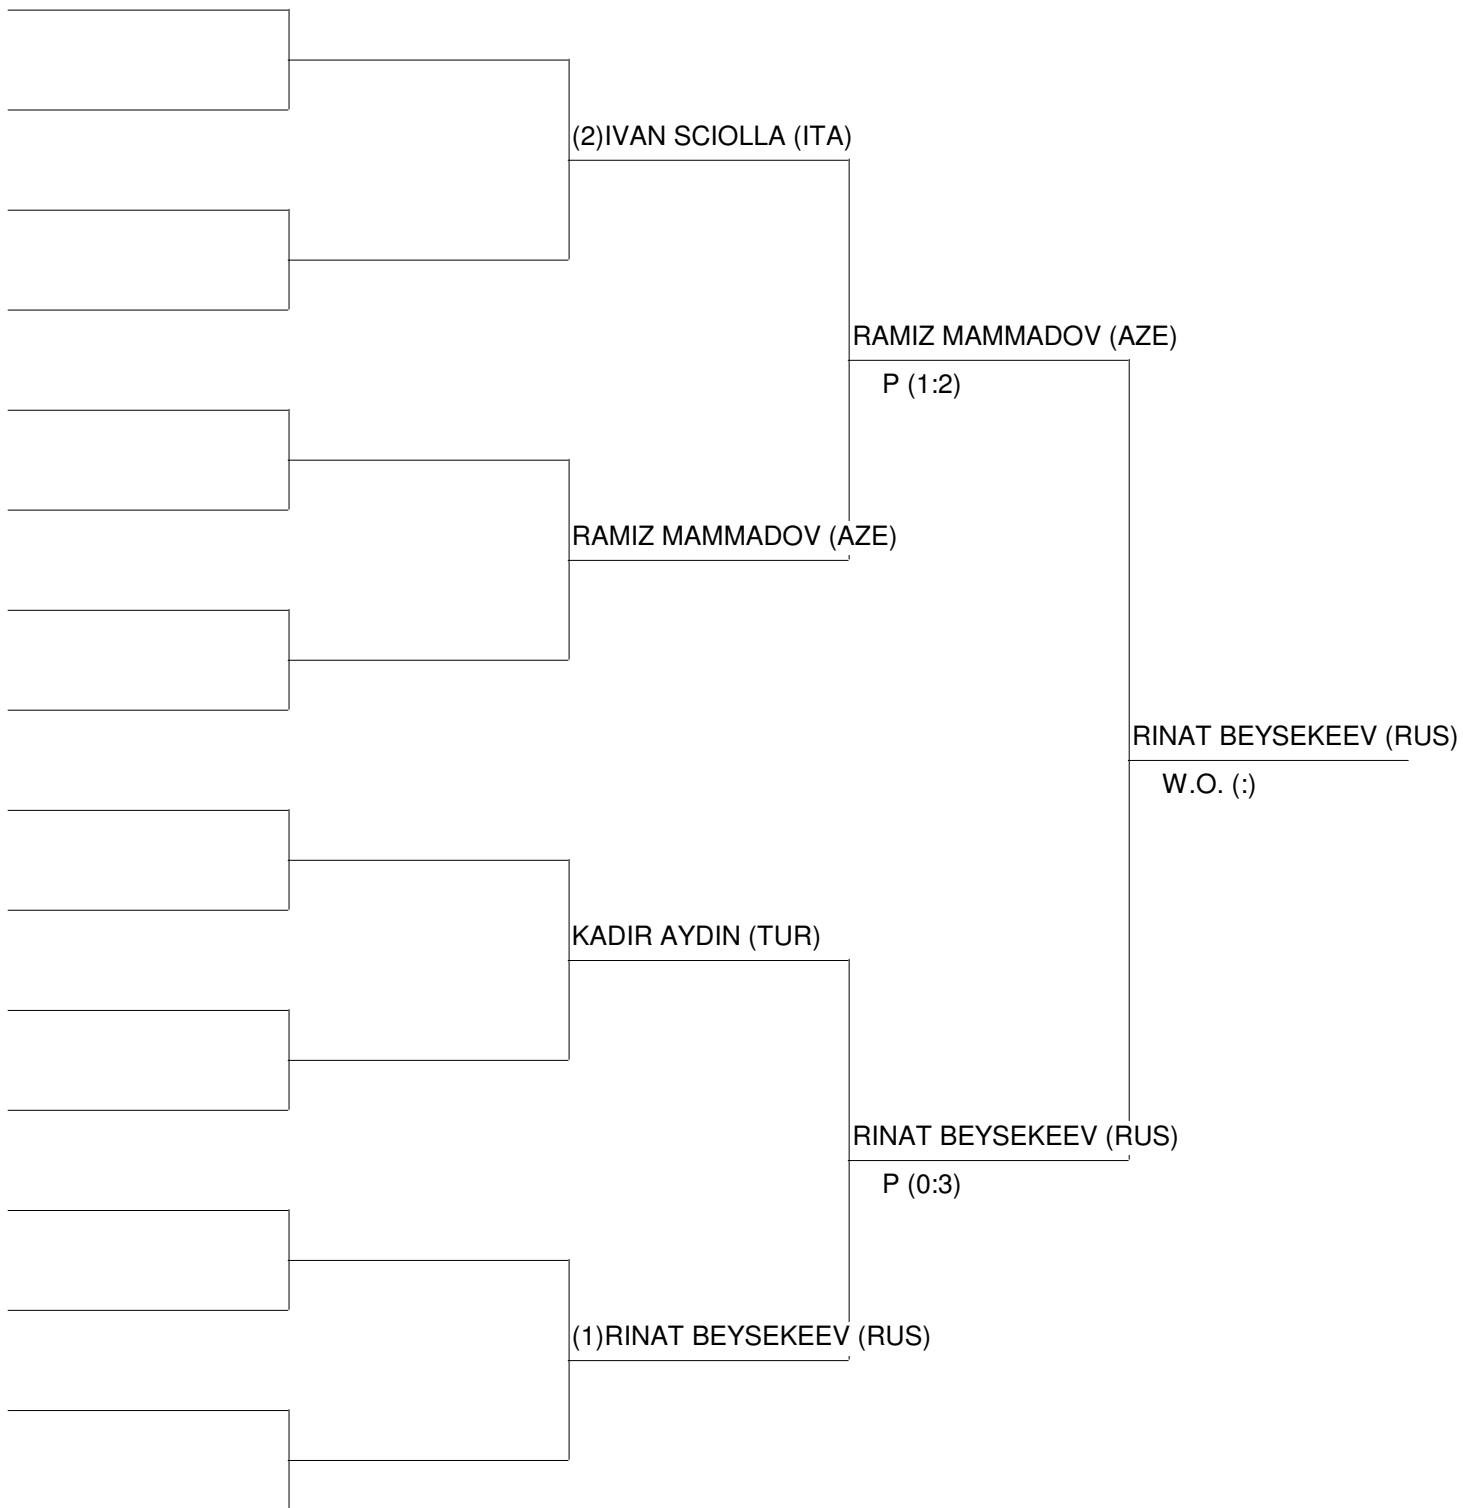 (2)IVAN SCIOLLA (ITA)
RAMIZ MAMMADOV (AZE)
P (1:2)
RAMIZ MAMMADOV (AZE)
RINAT BEYSEKEEV (RUS)
W.O. (:)
KADIR AYDIN (TUR)
RINAT BEYSEKEEV (RUS)
P (0:3)
(1)RINAT BEYSEKEEV (RUS)